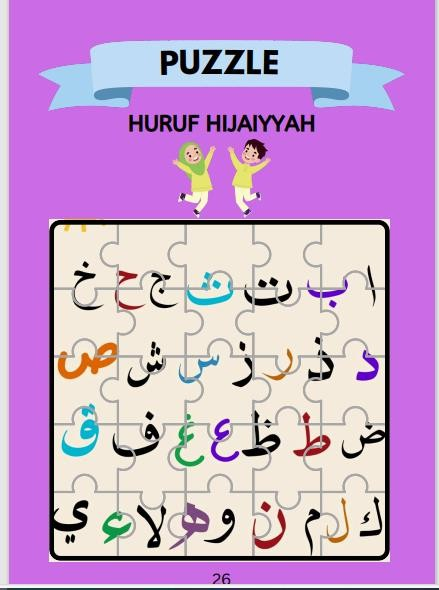 PUZZLE
HURUF HIJAIYYAH
ا ب ت ث ج ح خ
د ذ ر ز س ش ص
ض ط ظ ع غ ف ق
ك ل م ن و ه لا ء ي
26